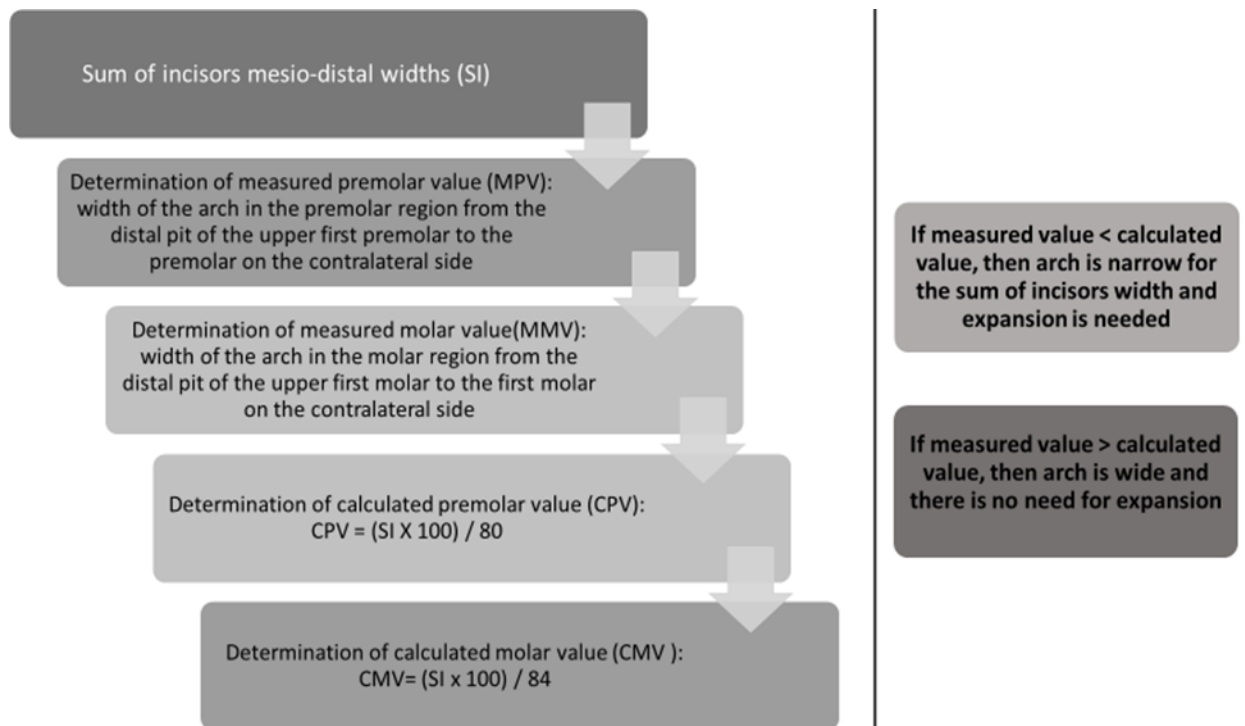 Sum of incisors mesio-distal widths (SI)
Determination of measured premolar value (MPV):
width of the arch in the premolar region from the
distal pit of the upper first premolar to the
premolar on the contralateral side
Determination of measured molar value(MMV):
width of the arch in the molar region from the
distal pit of the upper first molar to the first molar
on the contralateral side
Determination of calculated premolar value (CPV):
CPV = (SI X 100) / 80
Determination of calculated molar value (CMV ):
CMV= (SI x 100) / 84
If measured value < calculated
value, then arch is narrow for
the sum of incisors width and
expansion is needed
If measured value > calculated
value, then arch is wide and
there is no need for expansion